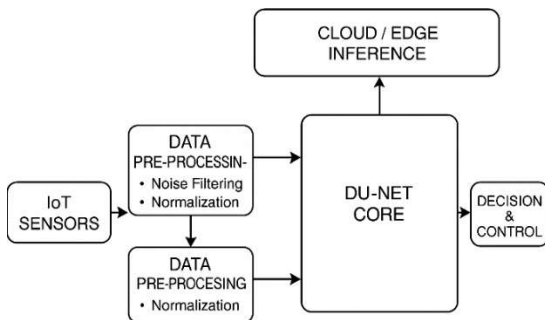 CLOUD / EDGE
INFERENCE
DATA
PRE-PROCESSIN-
• Noise Filtering
• Normalization
IoT
SENSORS
DU-NET
CORE
DECISION
&
CONTROL
DATA
PRE-PROCESING
• Normalization